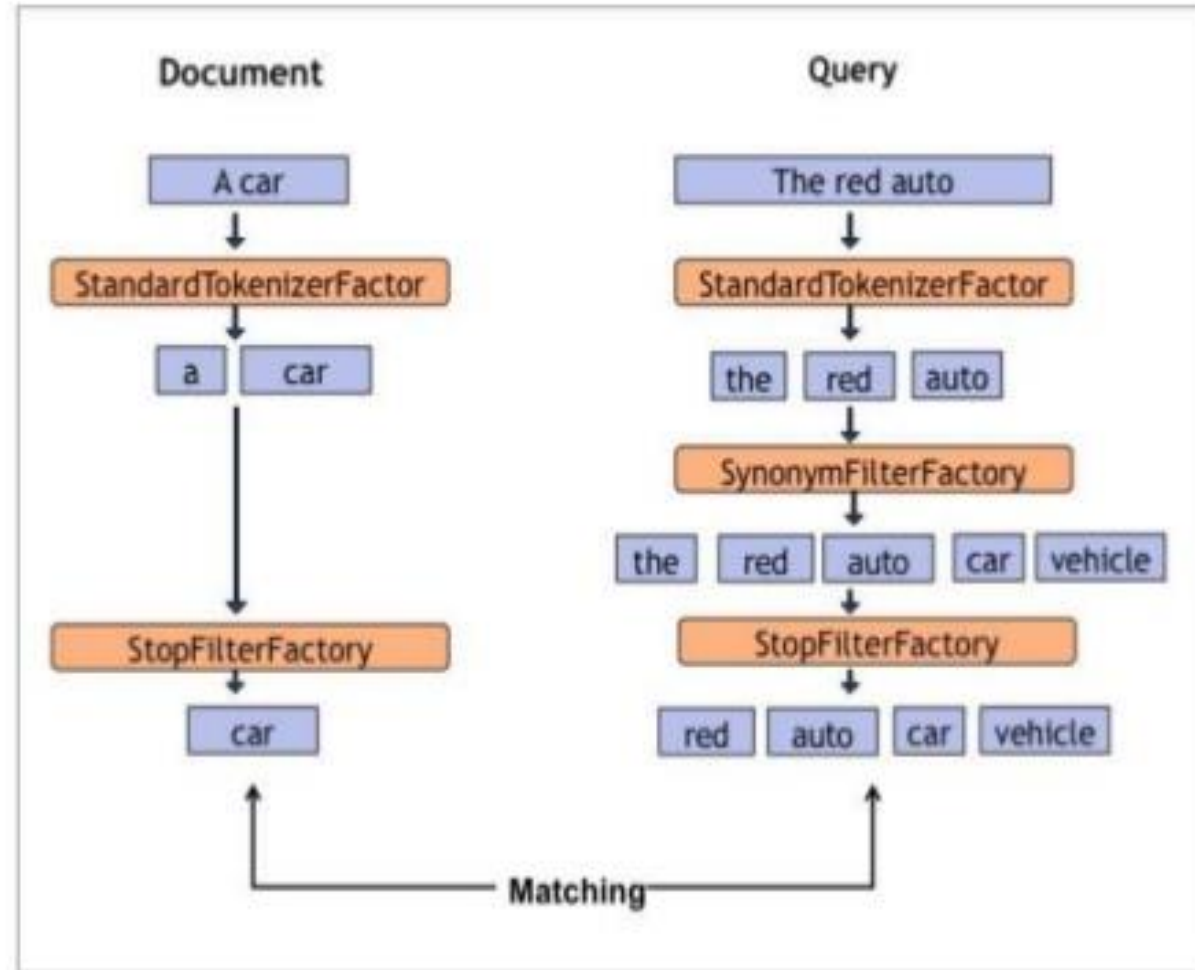 Document
A car
StandardTokenizerFactor
a car
StopFilterFactory
car
Query
The red auto
StandardTokenizerFactor
the red auto
SynonymFilterFactory
the red auto car vehicle
StopFilterFactory
red auto car vehicle
Matching